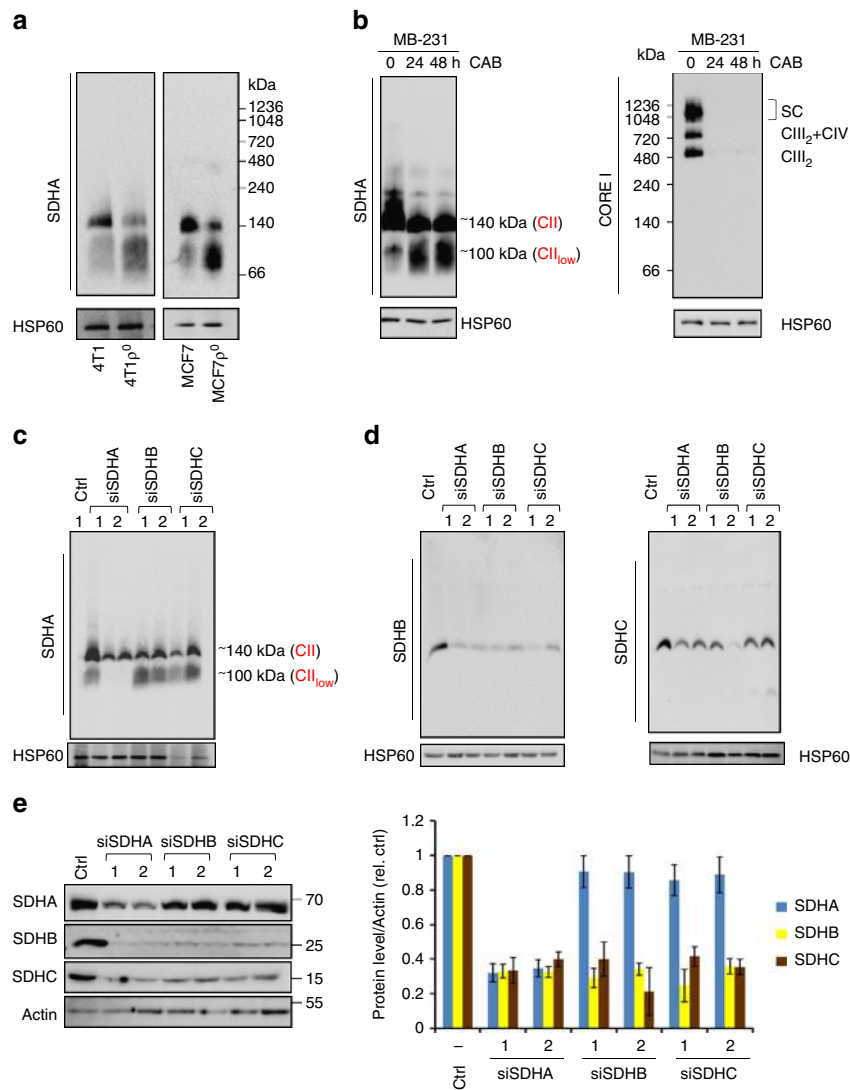 a
SDHA
kDa
1236
1048
720
480
240
140
66
HSP60
4T1
4T1ρ⁰
MCF7
MCF7ρ⁰
b
MB-231
0 24 48 h CAB
SDHA
~140 kDa (CII)
~100 kDa (CIIlow)
HSP60
kDa
MB-231
0 24 48 h CAB
CORE I
1236
1048
720
480
240
140
66
SC
CIII₂+CIV
CIII₂
HSP60
c
Ctrl siSDHA siSDHB siSDHC
1 1 2 1 2 1 2
SDHA
~140 kDa (CII)
~100 kDa (CIIlow)
HSP60
d
Ctrl siSDHA siSDHB siSDHC
1 2 1 2 1 2
SDHB
HSP60
Ctrl siSDHA siSDHB siSDHC
1 2 1 2 1 2
SDHC
HSP60
e
Ctrl siSDHA siSDHB siSDHC
1 2 1 2 1 2
SDHA 70
SDHB 25
SDHC 15
Actin 55
Protein level/Actin (rel. ctrl)
1.2
1
0.8
0.6
0.4
0.2
0
– 1 2 1 2 1 2
Ctrl siSDHA siSDHB siSDHC
SDHA
SDHB
SDHC